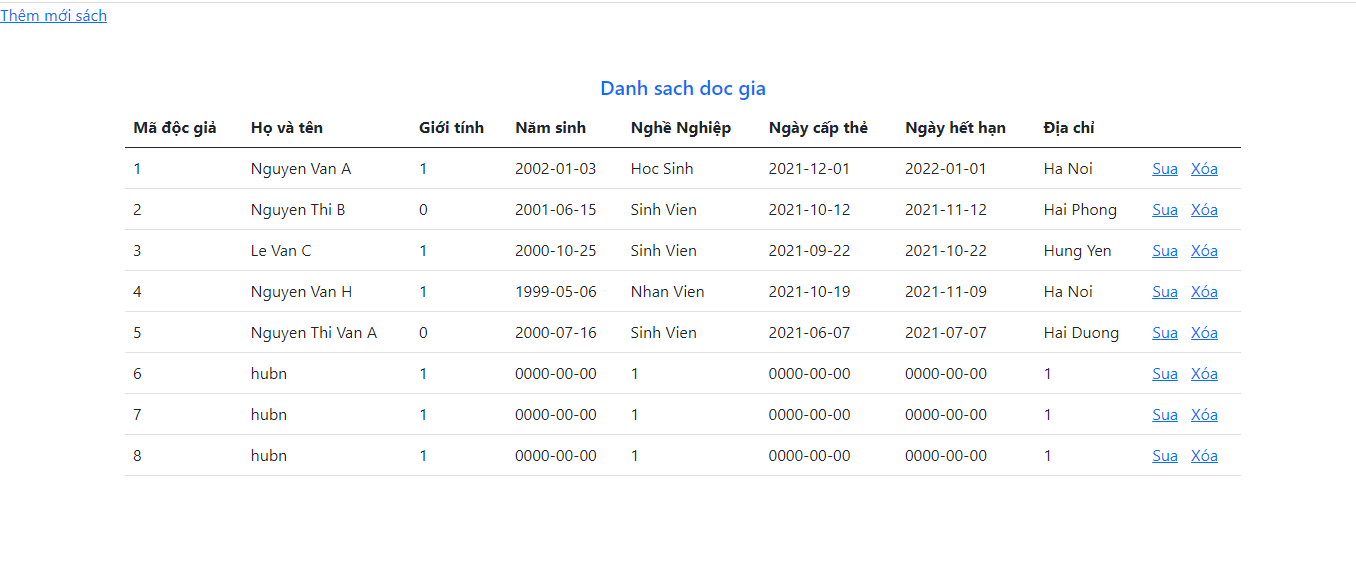 Thêm mới sách
Danh sach doc gia
Mã độc giả Họ và tên Giới tính Năm sinh Nghề Nghiệp Ngày cấp thẻ Ngày hết hạn Địa chỉ
1 Nguyen Van A 1 2002-01-03 Hoc Sinh 2021-12-01 2022-01-01 Ha Noi Sua Xóa
2 Nguyen Thi B 0 2001-06-15 Sinh Vien 2021-10-12 2021-11-12 Hai Phong Sua Xóa
3 Le Van C 1 2000-10-25 Sinh Vien 2021-09-22 2021-10-22 Hung Yen Sua Xóa
4 Nguyen Van H 1 1999-05-06 Nhan Vien 2021-10-19 2021-11-09 Ha Noi Sua Xóa
5 Nguyen Thi Van A 0 2000-07-16 Sinh Vien 2021-06-07 2021-07-07 Hai Duong Sua Xóa
6 hubn 1 0000-00-00 1 0000-00-00 0000-00-00 1 Sua Xóa
7 hubn 1 0000-00-00 1 0000-00-00 0000-00-00 1 Sua Xóa
8 hubn 1 0000-00-00 1 0000-00-00 0000-00-00 1 Sua Xóa